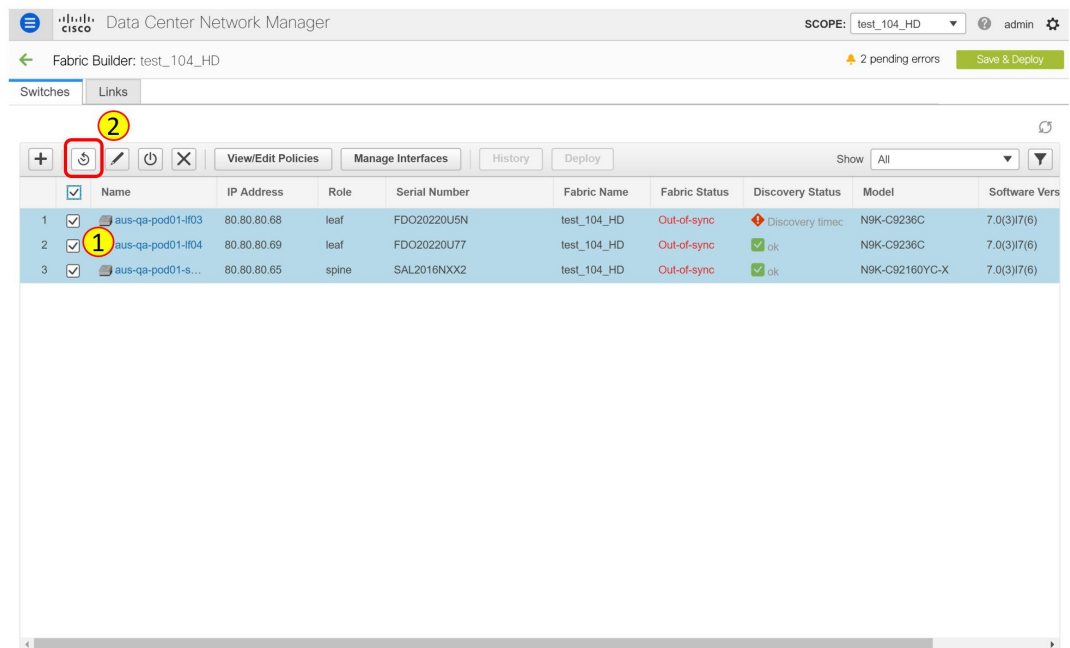 cisco Data Center Network Manager SCOPE: test_104_HD admin
Fabric Builder: test_104_HD 2 pending errors Save & Deploy
Switches Links
2
View/Edit Policies Manage Interfaces History Deploy Show All
Name IP Address Role Serial Number Fabric Name Fabric Status Discovery Status Model Software Vers
1 aus-qa-pod01-lf03 80.80.80.68 leaf FDO20220U5N test_104_HD Out-of-sync Discovery timec N9K-C9236C 7.0(3)I7(6)
2 1 aus-qa-pod01-lf04 80.80.80.69 leaf FDO20220U77 test_104_HD Out-of-sync ok N9K-C9236C 7.0(3)I7(6)
3 aus-qa-pod01-s... 80.80.80.65 spine SAL2016NXX2 test_104_HD Out-of-sync ok N9K-C92160YC-X 7.0(3)I7(6)